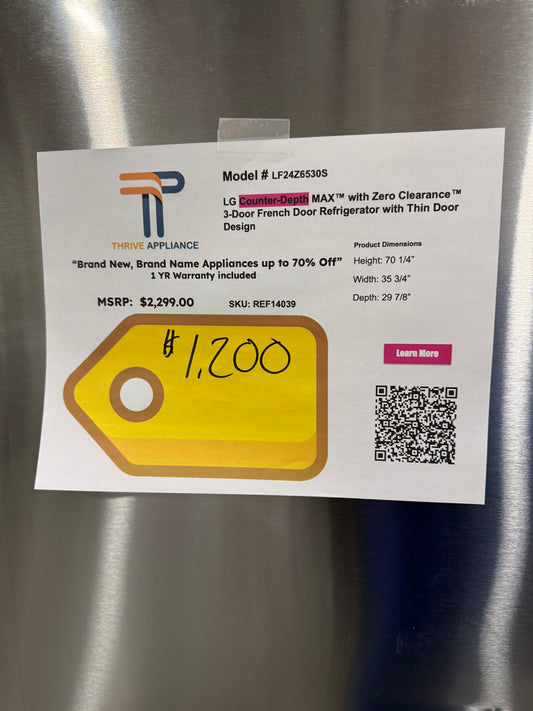 Model # LF24Z6530S
LG Counter-Depth MAX™ with Zero Clearance™
3-Door French Door Refrigerator with Thin Door
Design
THRIVE APPLIANCE
"Brand New, Brand Name Appliances up to 70% Off"
1 YR Warranty included
MSRP: $2,299.00
SKU: REF14039
$1,200
Product Dimensions
Height: 70 1/4"
Width: 35 3/4"
Depth: 29 7/8"
Learn More